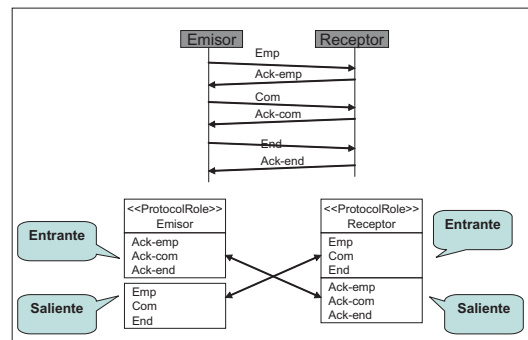 Emisor
Receptor
Emp
Ack-emp
Com
Ack-com
End
Ack-end
<<ProtocolRole>>
Emisor
Ack-emp
Ack-com
Ack-end
Emp
Com
End
<<ProtocolRole>>
Receptor
Emp
Com
End
Ack-emp
Ack-com
Ack-end
Entrante
Saliente
Entrante
Saliente